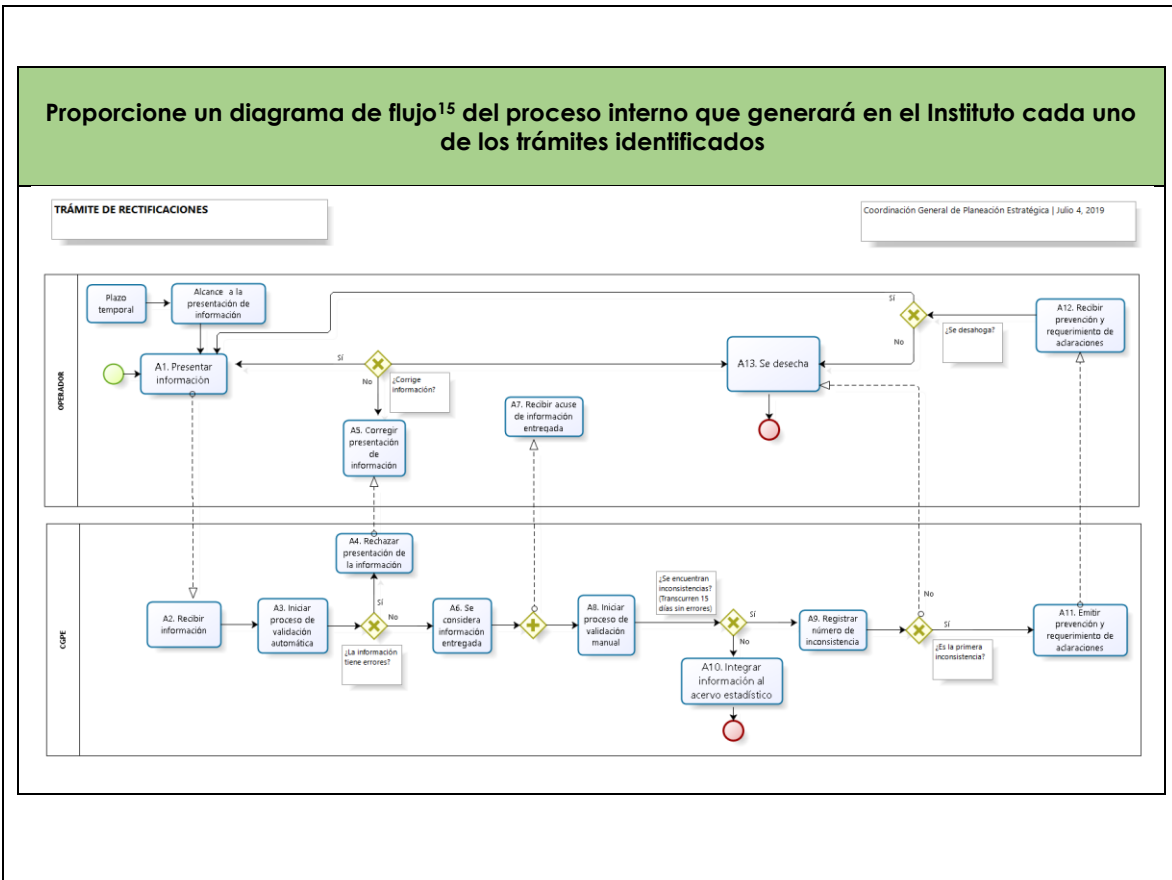 Proporcione un diagrama de flujo15 del proceso interno que generará en el Instituto cada uno
de los trámites identificados
TRÁMITE DE RECTIFICACIONES
Coordinación General de Planeación Estratégica | Julio 4, 2019
OPERADOR
Plazo
temporal
Alcance a la
presentación de
información
A1. Presentar
información
Sí
No
¿Corrige
información?
A5. Corregir
presentación
de
información
A7. Recibir acuse
de información
entregada
A13. Se desecha
Sí
No
¿Se desahoga?
A12. Recibir
prevención y
requerimiento de
aclaraciones
CGPE
A2. Recibir
información
A3. Iniciar
proceso de
validación
automática
A4. Rechazar
presentación de
la información
Sí
No
¿La información
tiene errores?
A6. Se
considera
información
entregada
A8. Iniciar
proceso de
validación
manual
¿Se encuentran
inconsistencias?
(Transcurren 15
días sin errores)
Sí
No
A10. Integrar
información al
acervo estadístico
A9. Registrar
número de
inconsistencia
No
Sí
¿Es la primera
inconsistencia?
A11. Emitir
prevención y
requerimiento de
aclaraciones